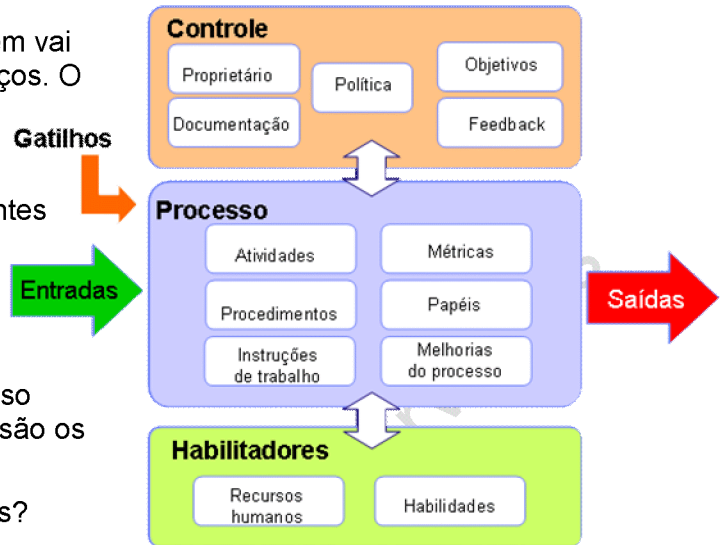 em vai
ços. O
ntes
so
são os
s?
Controle
Proprietário
Política
Objetivos
Documentação
Feedback
Gatilhos
Processo
Atividades
Métricas
Entradas
Procedimentos
Papéis
Saídas
Instruções
de trabalho
Melhorias
do processo
Habilitadores
Recursos
humanos
Habilidades